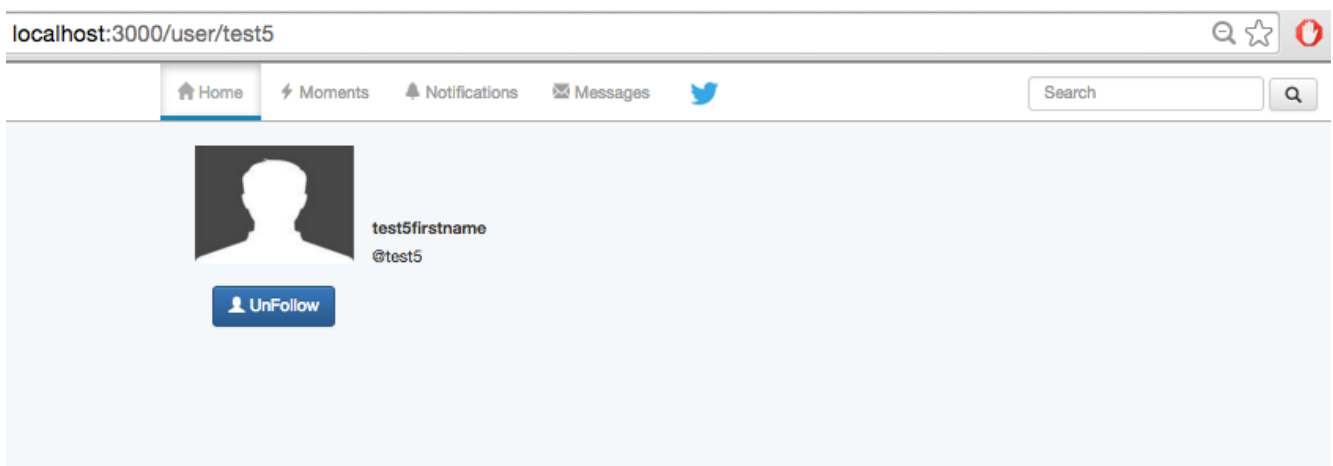 localhost:3000/user/test5
Home Moments Notifications Messages Search
test5firstname
@test5
UnFollow